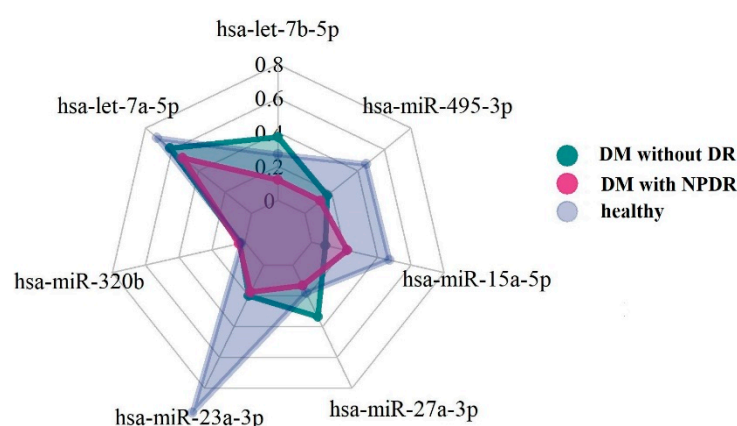 hsa-let-7b-5p
0.8
hsa-let-7a-5p
hsa-miR-495-3p
0.6
0.4
DM without DR
0.2
DM with NPDR
0
healthy
hsa-miR-320b
hsa-miR-15a-5p
hsa-miR-23a-3p
hsa-miR-27a-3p